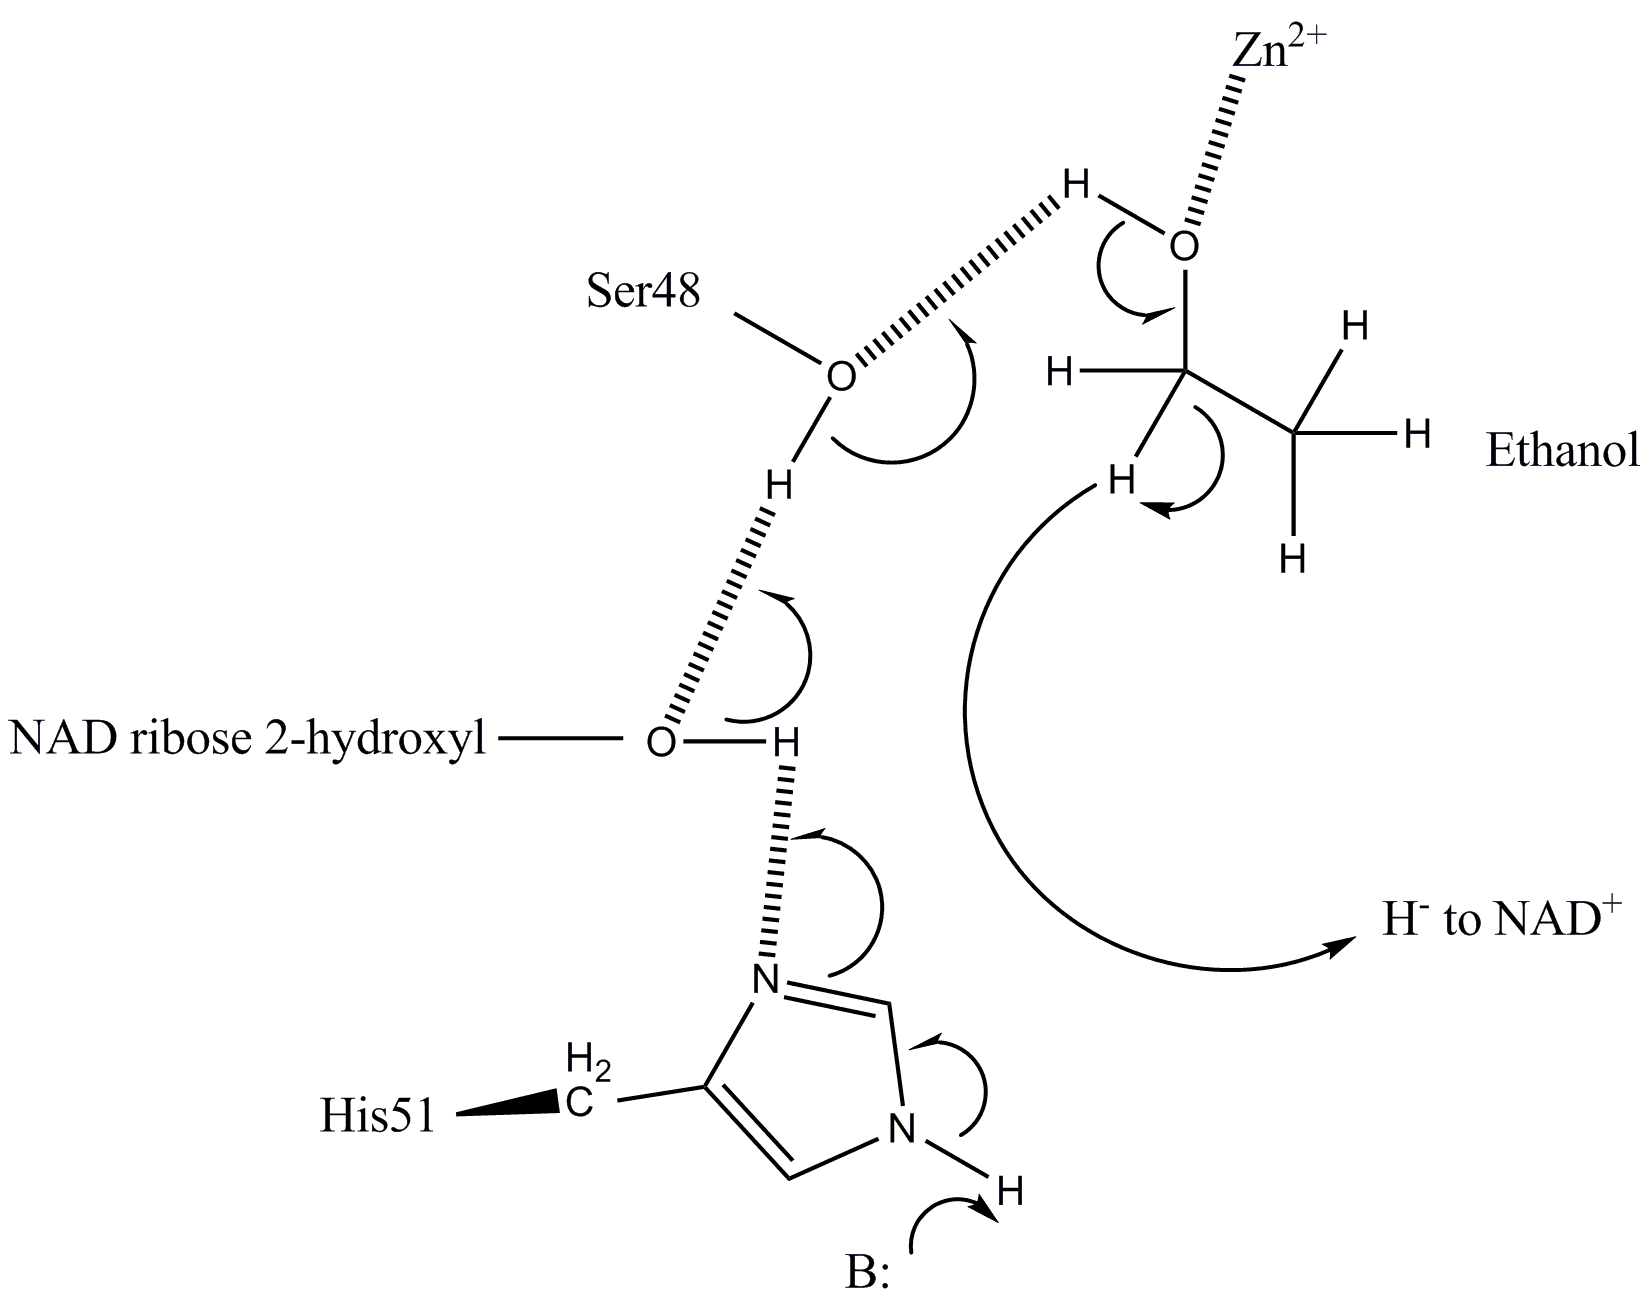 Zn2+
H
O
Ser48
H
O
H
H
H
Ethanol
H
H
H
NAD ribose 2-hydroxyl
O
H
H- to NAD+
N
H2
C
His51
N
H
B: